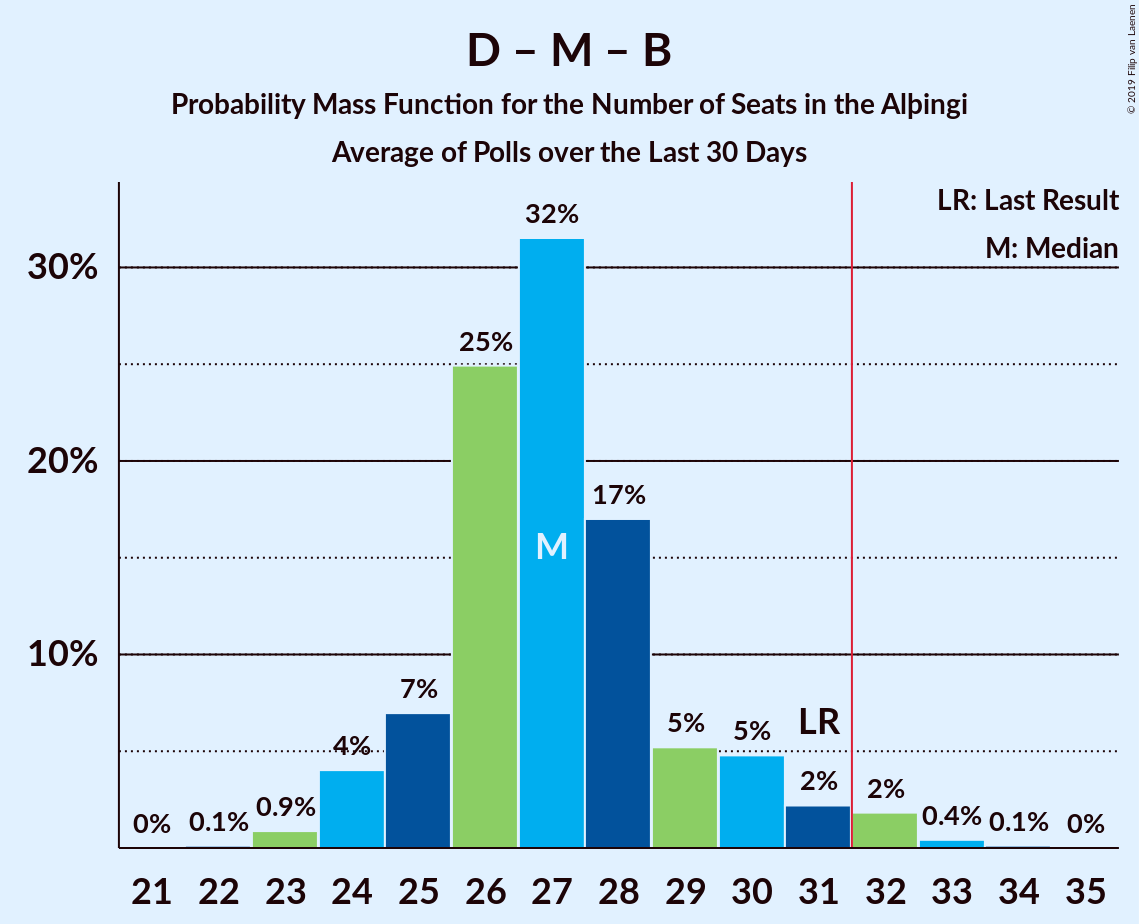 D – M – B
Probability Mass Function for the Number of Seats in the Alþingi
Average of Polls over the Last 30 Days
© 2019 Filip van Laenen
LR: Last Result
M: Median
30%
20%
10%
0% 0.1% 0.9% 4% 7% 25% 32% 17% 5% 5% 2% 2% 0.4% 0.1% 0%
M
LR
21 22 23 24 25 26 27 28 29 30 31 32 33 34 35